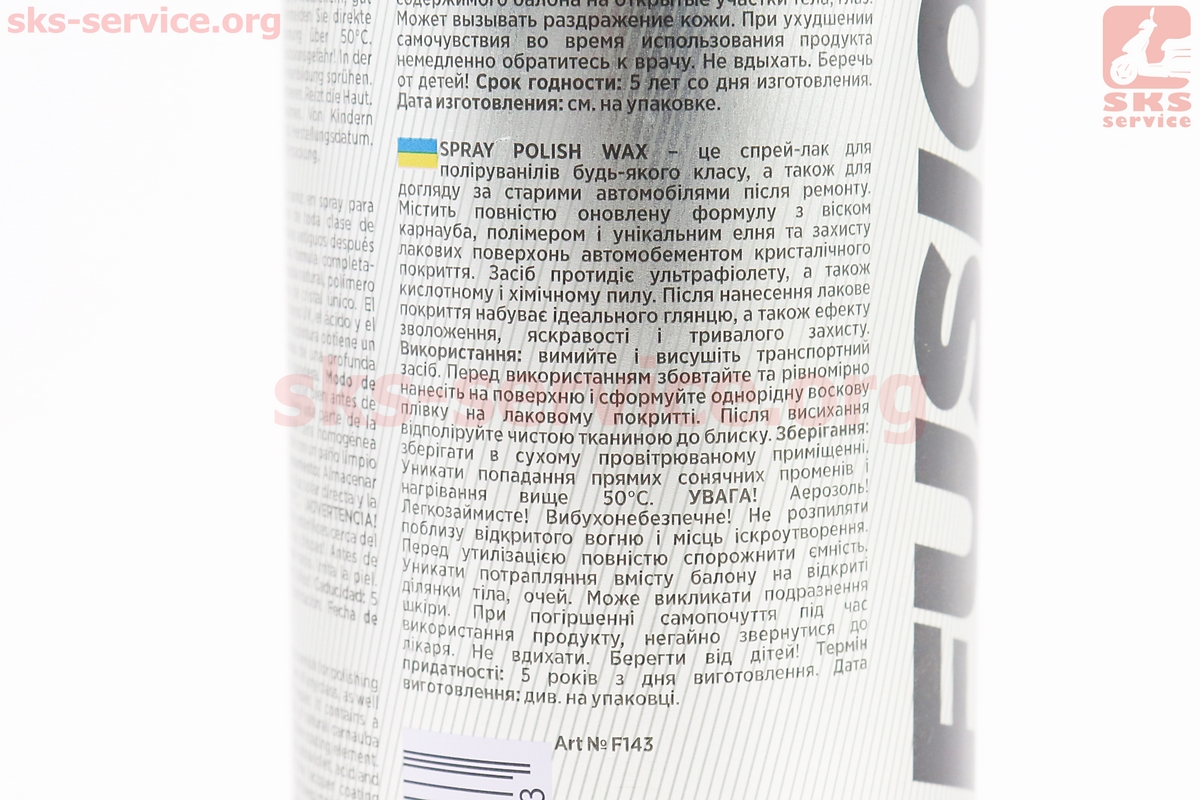 sks-service.org
SKS
service
содержимого балона на открытые участки тела, глаз.
Может вызывать раздражение кожи. При ухудшении
самочувствия во время использования продукта
немедленно обратитесь к врачу. Не вдыхать. Беречь
от детей! Срок годности: 5 лет со дня изготовления.
Дата изготовления: см. на упаковке.
SPRAY POLISH WAX – це спрей-лак для
поліруванілів будь-якого класу, а також для
догляду за старими автомобілями після ремонту.
Містить повністю оновлену формулу з віском
карнауба, полімером і унікальним елня та захисту
лакових поверхонь автомобементом кристалічного
покриття. Засіб протидіє ультрафіолету, а також
кислотному і хімічному пилу. Після нанесення лакове
покриття набуває ідеального глянцю, а також ефекту
зволоження, яскравості і тривалого захисту.
Використання: вимийте і висушіть транспортний
засіб. Перед використанням збовтайте та рівномірно
нанесіть на поверхню і сформуйте однорідну воскову
плівку на лаковому покритті. Після висихання
відполіруйте чистою тканиною до блиску. Зберігання:
зберігати в сухому провітрюваному приміщенні.
Уникати попадання прямих сонячних променів і
нагрівання вище 50°C. УВАГА! Аерозоль!
Легкозаймисте! Вибухонебезпечне! Не розпиляти
поблизу відкритого вогню і місць іскроутворення.
Перед утилізацією повністю спорожнити ємність.
Уникати потрапляння вмісту балону на відкриті
ділянки тіла, очей. Може викликати подразнення
шкіри. При погіршенні самопочуття під час
використання продукту, негайно звернутися до
лікаря. Не вдихати. Берегти від дітей! Термін
придатності: 5 років з дня виготовлення. Дата
виготовлення: див. на упаковці.
Art № F143
FUSIO
sks-service.org